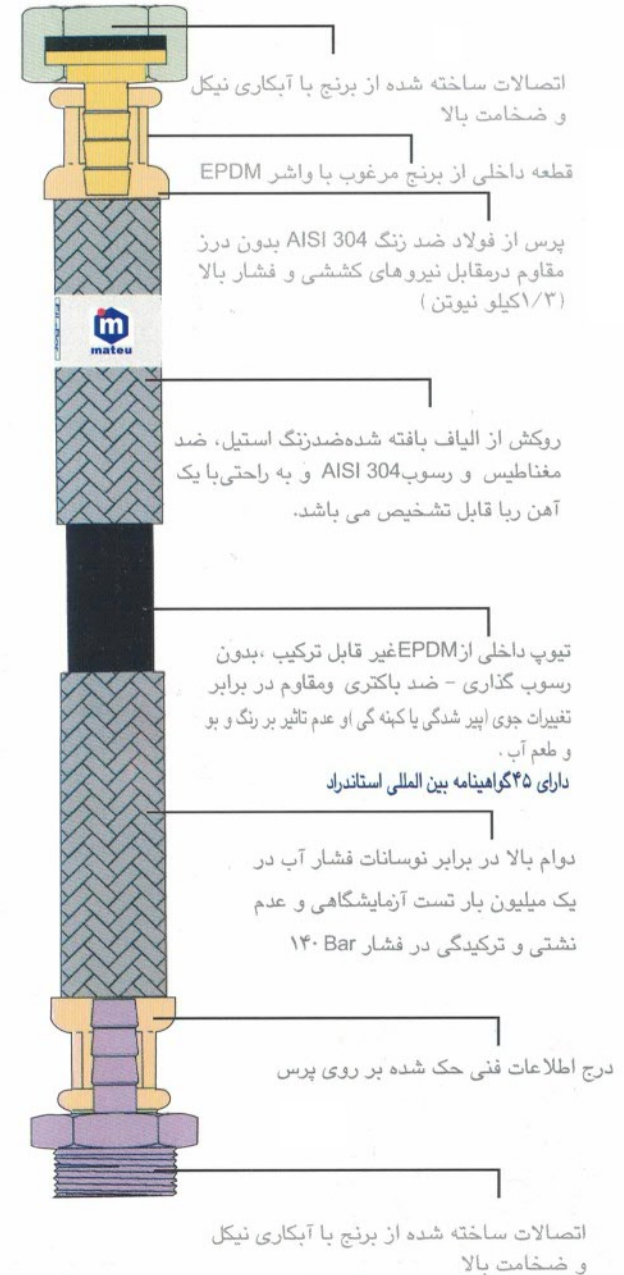 اتصالات ساخته شده از برنج با آبکاری نیکل
و ضخامت بالا
قطعه داخلی از برنج مرغوب با واشر EPDM
پرس از فولاد ضد زنگ AISI 304 بدون درز
مقاوم درمقابل نیروهای کششی و فشار بالا
(۱/۳کیلو نیوتن )
m
mateu
روکش از الیاف بافته شدهضدزنگ استیل، ضد
مغناطیس و رسوبAISI 304 و به راحتیبا یک
آهن ربا قابل تشخیص می باشد.
تیوپ داخلی ازEPDMغیر قابل ترکیب ،بدون
رسوب گذاری – ضد باکتری ومقاوم در برابر
تغییرات جوی (پیر شدگی یا کهنه گی )و عدم تاثیر بر رنگ و بو
و طعم آب .
دارای ۴۵گواهینامه بین المللی استاندراد
دوام بالا در برابر نوسانات فشار آب در
یک میلیون بار تست آزمایشگاهی و عدم
نشتی و ترکیدگی در فشار ۱۴۰ Bar
درج اطلاعات فنی حک شده بر روی پرس
اتصالات ساخته شده از برنج با آبکاری نیکل
و ضخامت بالا